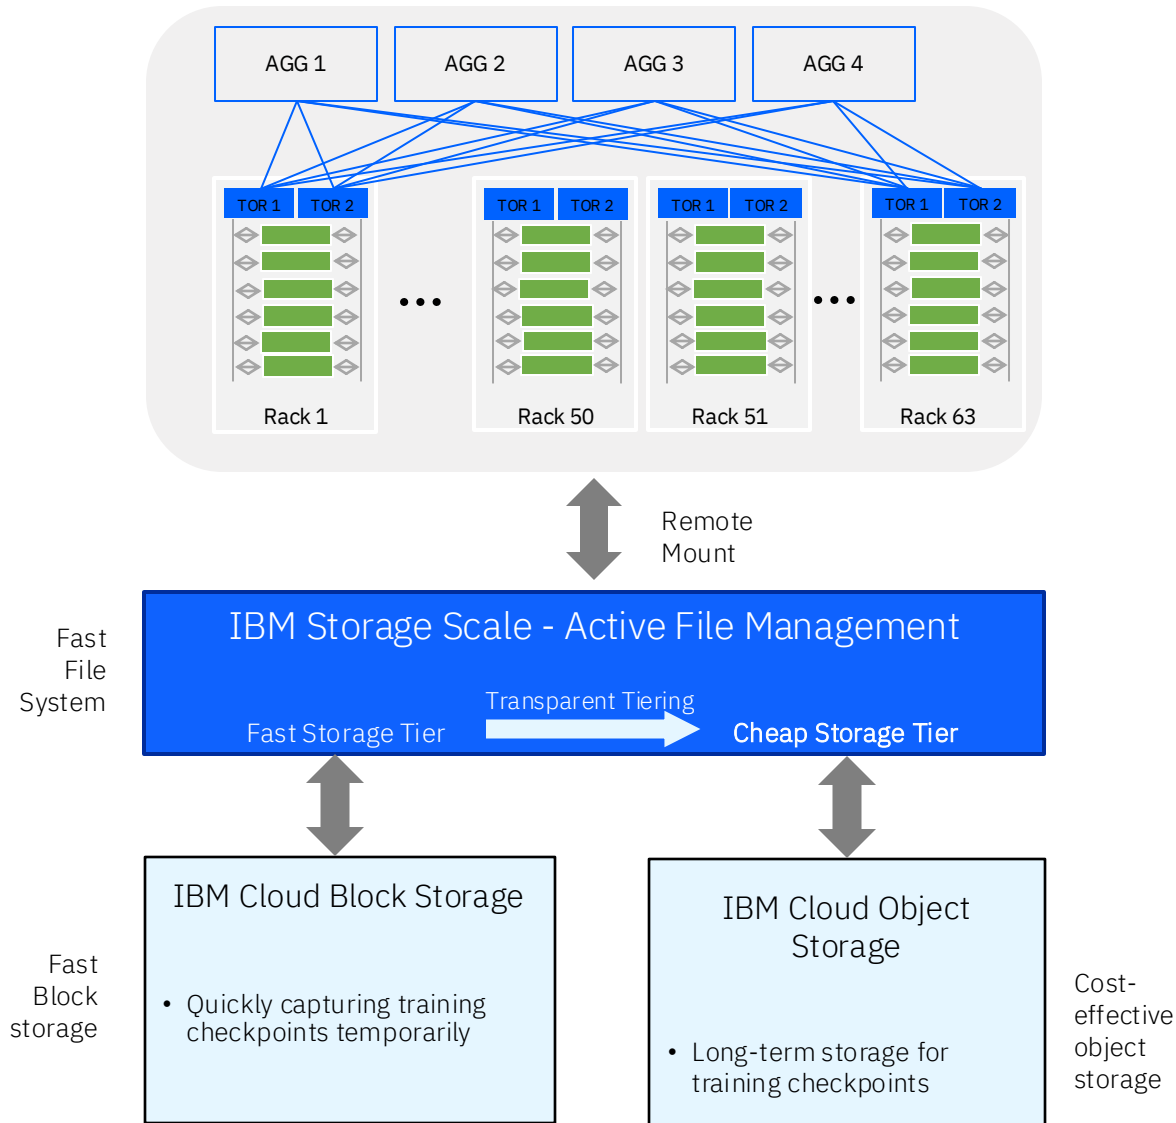 AGG 1
AGG 2
AGG 3
AGG 4
TOR 1
TOR 2
TOR 1
TOR 2
TOR 1
TOR 2
TOR 1
TOR 2
...
...
Rack 1
Rack 50
Rack 51
Rack 63
Remote
Mount
Fast
File
System
IBM Storage Scale - Active File Management
Transparent Tiering
Fast Storage Tier
Cheap Storage Tier
Fast
Block
storage
IBM Cloud Block Storage
• Quickly capturing training
checkpoints temporarily
IBM Cloud Object
Storage
• Long-term storage for
training checkpoints
Cost-
effective
object
storage